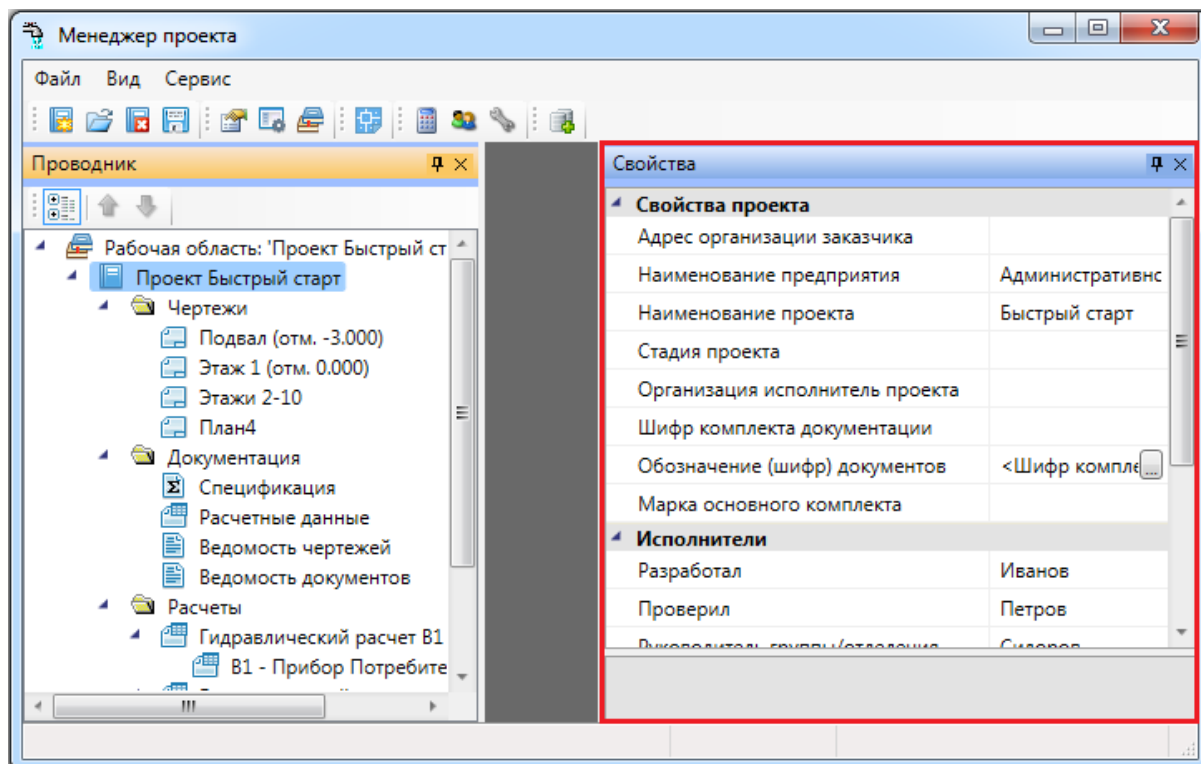 Менеджер проекта
Файл Вид Сервис
Проводник
Рабочая область: 'Проект Быстрый ст
Проект Быстрый старт
Чертежи
Подвал (отм. -3.000)
Этаж 1 (отм. 0.000)
Этажи 2-10
План4
Документация
Спецификация
Расчетные данные
Ведомость чертежей
Ведомость документов
Расчеты
Гидравлический расчет В1
В1 - Прибор Потребите
Свойства
Свойства проекта
Адрес организации заказчика
Наименование предприятия Административнс
Наименование проекта Быстрый старт
Стадия проекта
Организация исполнитель проекта
Шифр комплекта документации
Обозначение (шифр) документов <Шифр компле ...
Марка основного комплекта
Исполнители
Разработал Иванов
Проверил Петров
Руководитель группы/отделения Сидоров